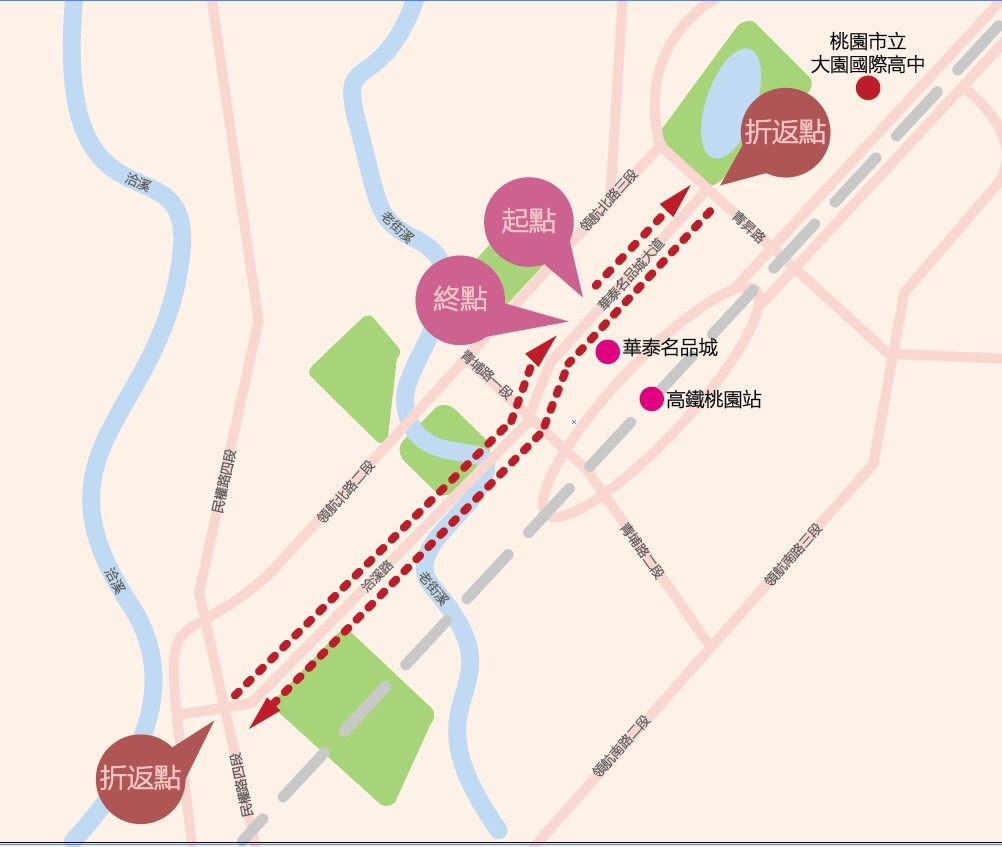 桃園市立
大園國際高中
折返點
洽溪
老街溪
領航北路三段
青昇路
起點
華泰名品城大道
終點
華泰名品城
青埔路一段
高鐵桃園站
民權路四段
領航北路二段
青埔路二段
領航南路三段
洽溪路
洽溪
老街溪
領航南路二段
折返點
民權路四段